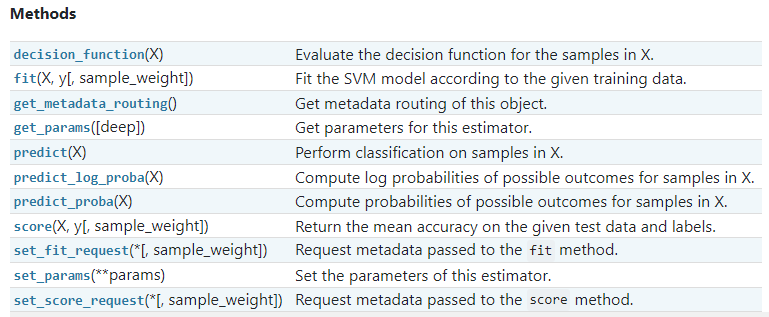 Methods
decision_function(X) Evaluate the decision function for the samples in X.
fit(X, y[, sample_weight]) Fit the SVM model according to the given training data.
get_metadata_routing() Get metadata routing of this object.
get_params([deep]) Get parameters for this estimator.
predict(X) Perform classification on samples in X.
predict_log_proba(X) Compute log probabilities of possible outcomes for samples in X.
predict_proba(X) Compute probabilities of possible outcomes for samples in X.
score(X, y[, sample_weight]) Return the mean accuracy on the given test data and labels.
set_fit_request(*[, sample_weight]) Request metadata passed to the fit method.
set_params(**params) Set the parameters of this estimator.
set_score_request(*[, sample_weight]) Request metadata passed to the score method.